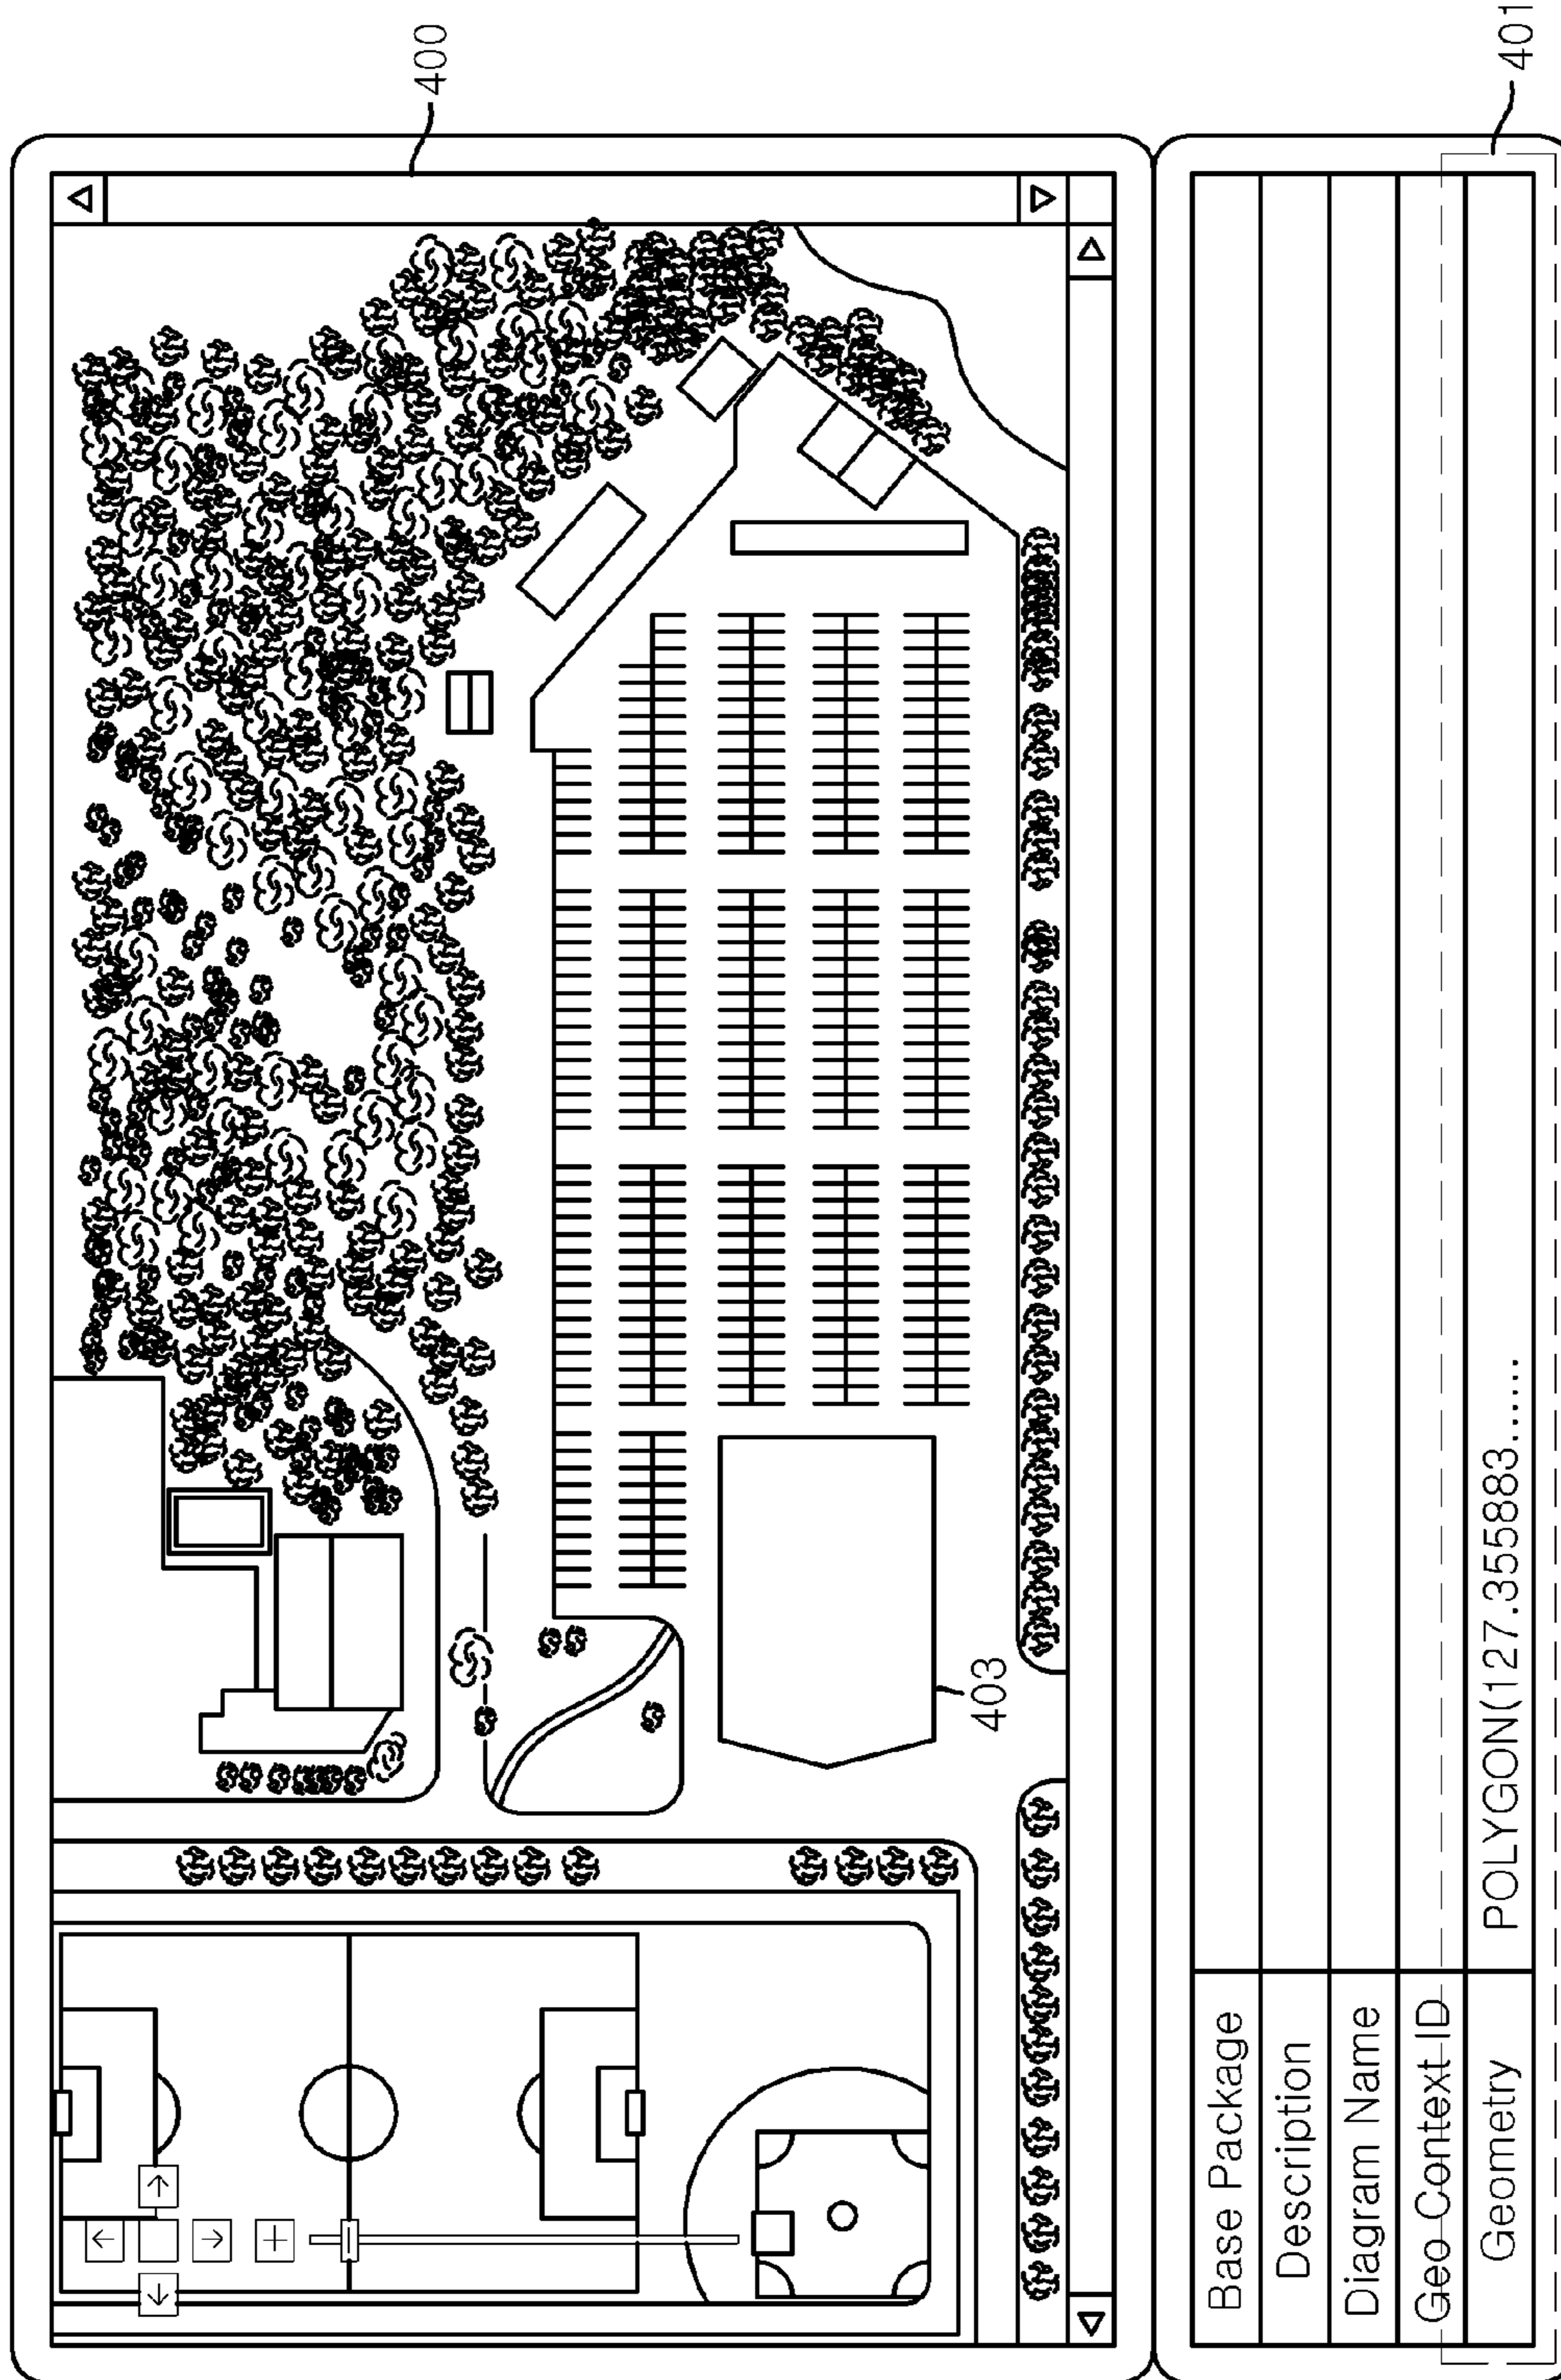 400
403
Base Package
Description
Diagram Name
Geo Context ID
Geometry POLYGON(127.355883.......
401